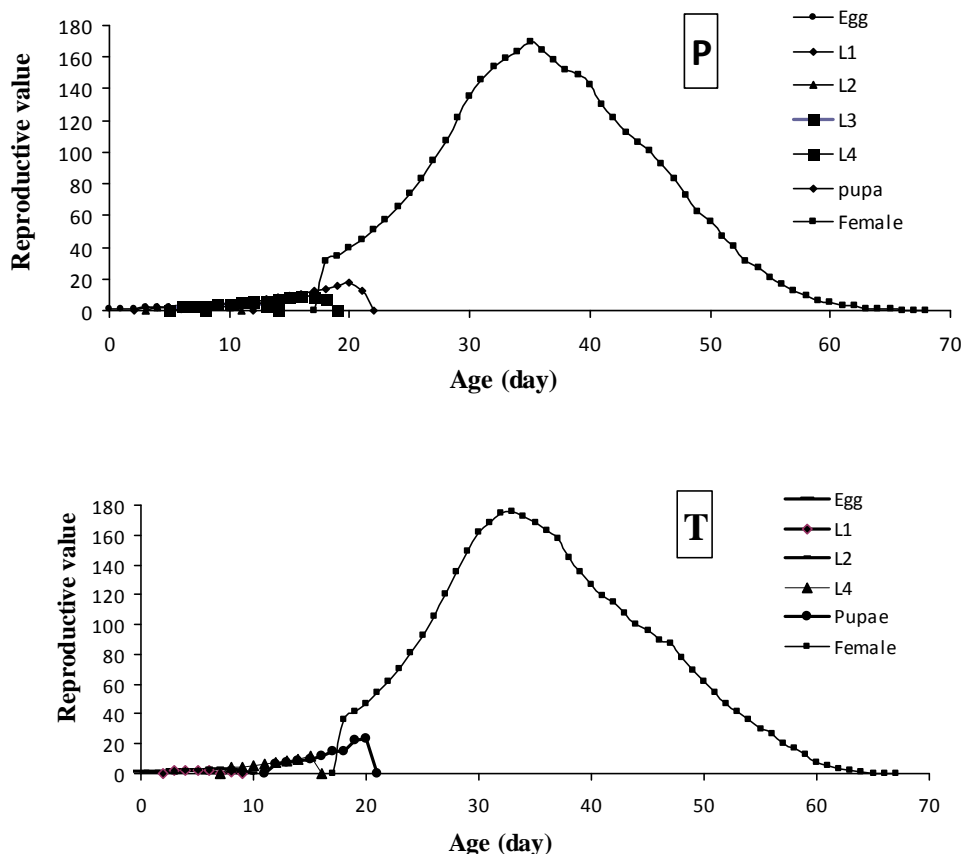 180
160
140
120
100
80
60
40
20
0
Reproductive value
0 10 20 30 40 50 60 70
Age (day)
P
Egg
L1
L2
L3
L4
pupa
Female
180
160
140
120
100
80
60
40
20
0
Reproductive value
0 10 20 30 40 50 60 70
Age (day)
T
Egg
L1
L2
L4
Pupae
Female